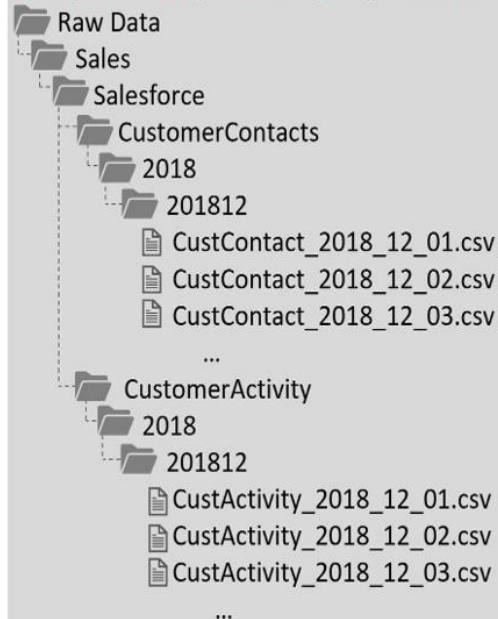 Raw Data
Sales
Salesforce
CustomerContacts
2018
201812
CustContact_2018_12_01.csv
CustContact_2018_12_02.csv
CustContact_2018_12_03.csv
...
CustomerActivity
2018
201812
CustActivity_2018_12_01.csv
CustActivity_2018_12_02.csv
CustActivity_2018_12_03.csv
...